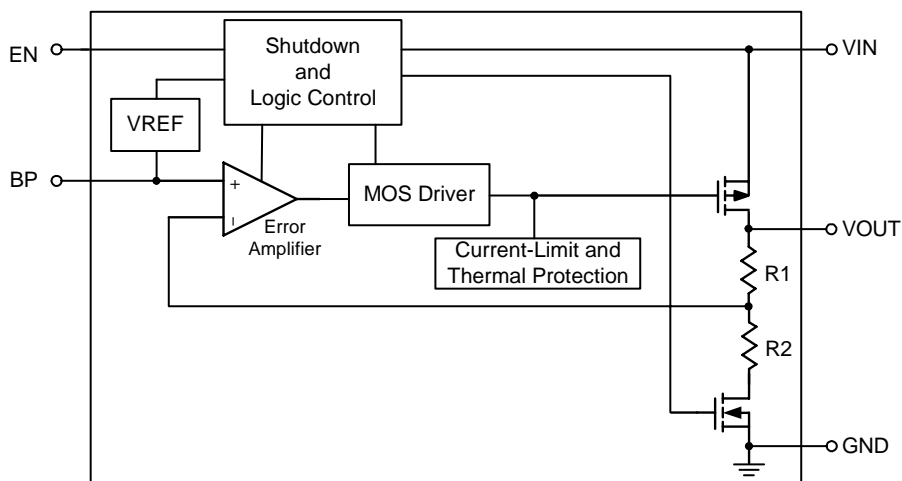 EN
Shutdown
and
Logic Control
VIN
VREF
BP
+
−
Error
Amplifier
MOS Driver
Current-Limit and
Thermal Protection
VOUT
R1
R2
GND